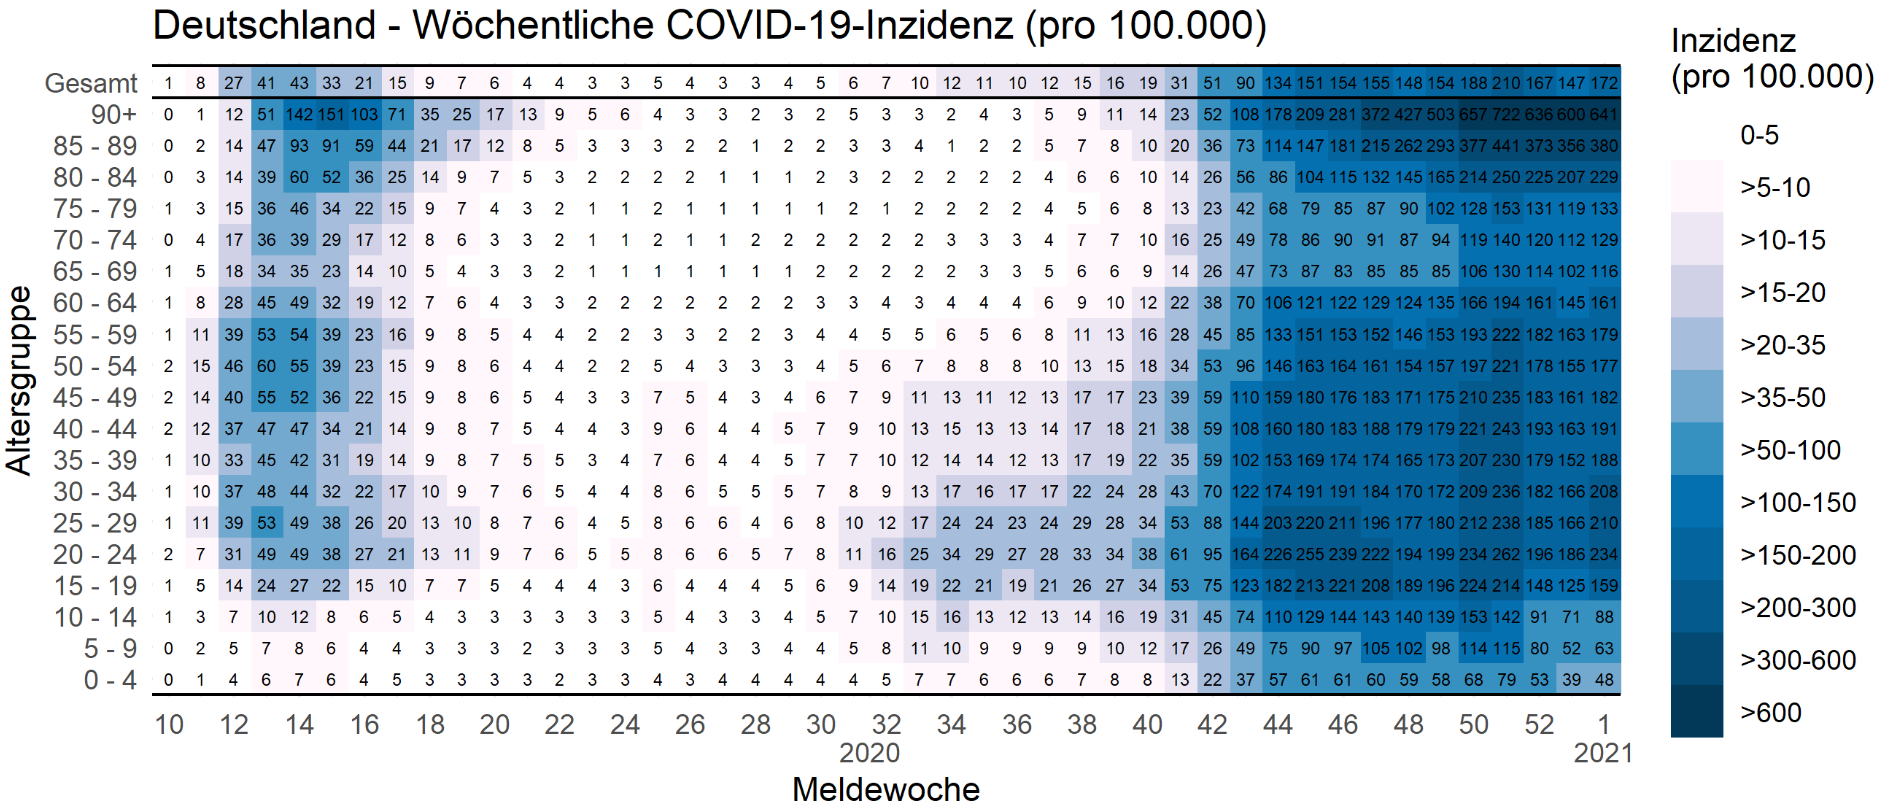 Deutschland - Wöchentliche COVID-19-Inzidenz (pro 100.000)
Gesamt 1 8 27 41 43 33 21 15 9 7 6 4 4 3 3 5 4 3 3 4 5 6 7 10 12 11 10 12 15 16 19 31 51 90 134 151 154 155 148 154 188 210 167 147 172
90+ 0 1 12 51 142 151 103 71 35 25 17 13 9 5 6 4 3 3 2 3 2 5 3 3 2 4 3 5 9 11 14 23 52 108 178 209 281 372 427 503 657 722 636 600 641
85 - 89 0 2 14 47 93 91 59 44 21 17 12 8 5 3 3 3 2 2 1 2 2 3 3 4 1 2 2 5 7 8 10 20 36 73 114 147 181 215 262 293 377 441 373 356 380
80 - 84 0 3 14 39 60 52 36 25 14 9 7 5 3 2 2 2 2 1 1 1 2 3 2 2 2 2 2 4 6 6 10 14 26 56 86 104 115 132 145 165 214 250 225 207 229
75 - 79 1 3 15 36 46 34 22 15 9 7 4 3 2 1 1 2 1 1 1 1 1 2 1 2 2 2 2 4 5 6 8 13 23 42 68 79 85 87 90 102 128 153 131 119 133
70 - 74 0 4 17 36 39 29 17 12 8 6 3 3 2 1 1 2 1 1 2 2 2 2 2 2 3 3 3 4 7 7 10 16 25 49 78 86 90 91 87 94 119 140 120 112 129
65 - 69 1 5 18 34 35 23 14 10 5 4 3 3 2 1 1 1 1 1 1 1 2 2 2 2 2 3 3 5 6 6 9 14 26 47 73 87 83 85 85 85 106 130 114 102 116
60 - 64 1 8 28 45 49 32 19 12 7 6 4 3 3 2 2 2 2 2 2 2 3 3 4 3 4 4 4 6 9 10 12 22 38 70 106 121 122 129 124 135 166 194 161 145 161
55 - 59 1 11 39 53 54 39 23 16 9 8 5 4 4 2 2 3 3 2 2 3 4 4 5 5 6 5 6 8 11 13 16 28 45 85 133 151 153 152 146 153 193 222 182 163 179
50 - 54 2 15 46 60 55 39 23 15 9 8 6 4 4 2 2 5 4 3 3 3 4 5 6 7 8 8 8 10 13 15 18 34 53 96 146 163 164 161 154 157 197 221 178 155 177
45 - 49 2 14 40 55 52 36 22 15 9 8 6 5 4 3 3 7 5 4 3 4 6 7 9 11 13 11 12 13 17 17 23 39 59 110 159 180 176 183 171 175 210 235 183 161 182
40 - 44 2 12 37 47 47 34 21 14 9 8 7 5 4 4 3 9 6 4 4 5 7 9 10 13 15 13 13 14 17 18 21 38 59 108 160 180 183 188 179 179 221 243 193 163 191
35 - 39 1 10 33 45 42 31 19 14 9 8 7 5 5 3 4 7 6 4 4 5 7 7 10 12 14 14 12 13 17 19 22 35 59 102 153 169 174 174 165 173 207 230 179 152 188
30 - 34 1 10 37 48 44 32 22 17 10 9 7 6 5 4 4 8 6 5 5 5 7 8 9 13 17 16 17 17 22 24 28 43 70 122 174 191 191 184 170 172 209 236 182 166 208
25 - 29 1 11 39 53 49 38 26 20 13 10 8 7 6 4 5 8 6 6 4 6 8 10 12 17 24 24 23 24 29 28 34 53 88 144 203 220 211 196 177 180 212 238 185 166 210
20 - 24 2 7 31 49 49 38 27 21 13 11 9 7 6 5 5 8 6 6 5 7 8 11 16 25 34 29 27 28 33 34 38 61 95 164 226 255 239 222 194 199 234 262 196 186 234
15 - 19 1 5 14 24 27 22 15 10 7 7 5 4 4 4 3 6 4 4 4 5 6 9 14 19 22 21 19 21 26 27 34 53 75 123 182 213 221 208 189 196 224 214 148 125 159
10 - 14 1 3 7 10 12 8 6 5 4 3 3 3 3 3 3 5 4 3 3 4 5 7 10 15 16 13 12 13 14 16 19 31 45 74 110 129 144 143 140 139 153 142 91 71 88
5 - 9 0 2 5 7 8 6 4 4 3 3 3 2 3 3 3 5 4 3 3 4 4 5 8 11 10 9 9 9 9 10 12 17 26 49 75 90 97 105 102 98 114 115 80 52 63
0 - 4 0 1 4 6 7 6 4 5 3 3 3 3 2 3 3 4 3 4 4 4 4 4 5 7 7 6 6 6 7 8 8 13 22 37 57 61 61 60 59 58 68 79 53 39 48
10 12 14 16 18 20 22 24 26 28 30 32 34 36 38 40 42 44 46 48 50 52 1
2020 2021
Meldewoche
Altersgruppe
Inzidenz
(pro 100.000)
0-5
>5-10
>10-15
>15-20
>20-35
>35-50
>50-100
>100-150
>150-200
>200-300
>300-600
>600